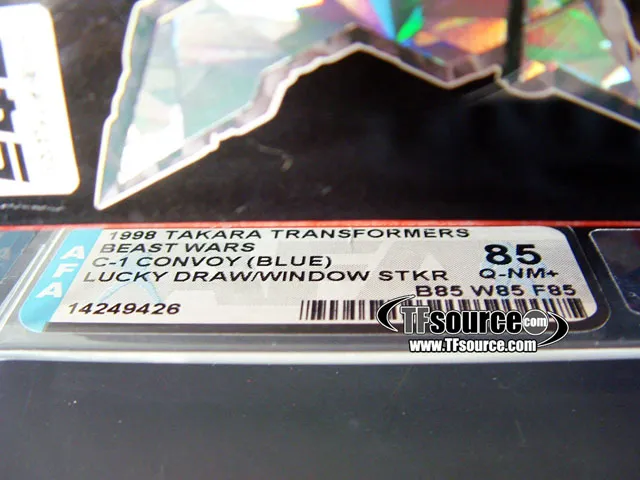 1998 TAKARA TRANSFORMERS
BEAST WARS
C-1 CONVOY (BLUE)
LUCKY DRAW/WINDOW STKR
85
Q-NM+
B85 W85 F85
AFA
14249426
TFsource.com
www.TFsource.com